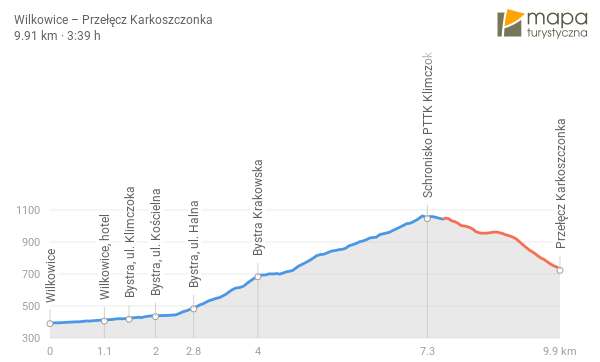 Wilkowice – Przełęcz Karkoszczonka
9.91 km · 3:39 h
mapa
turystyczna
Wilkowice
Wilkowice, hotel
Bystra, ul. Klimczoka
Bystra, ul. Kościelna
Bystra, ul. Halna
Bystra Krakowska
Schronisko PTTK Klimczok
Przełęcz Karkoszczonka
1100
900
700
500
300
0
1.1
2
2.8
4
7.3
9.9 km